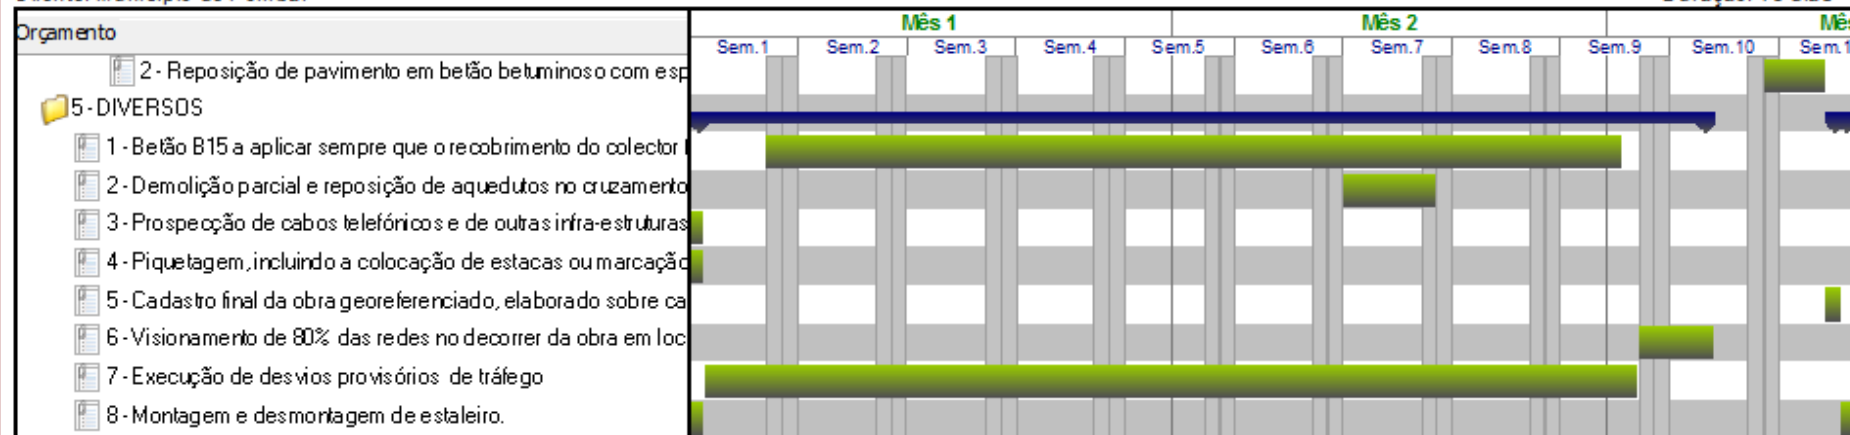 Orçamento
Mês 1 Mês 2 Mês
Sem.1 Sem.2 Sem.3 Sem.4 Sem.5 Sem.6 Sem.7 Sem.8 Sem.9 Sem.10 Sem.1
2 - Reposição de pavimento em betão betuminoso com esp
5 - DIVERSOS
1 - Betão B15 a aplicar sempre que o recobrimento do colector
2 - Demolição parcial e reposição de aquedutos no cruzamento
3 - Prospecção de cabos telefónicos e de outras infra-estruturas
4 - Piquetagem, incluindo a colocação de estacas ou marcação
5 - Cadastro final da obra georeferenciado, elaborado sobre ca
6 - Visionamento de 80% das redes no decorrer da obra em loc
7 - Execução de desvios provisórios de tráfego
8 - Montagem e desmontagem de estaleiro.